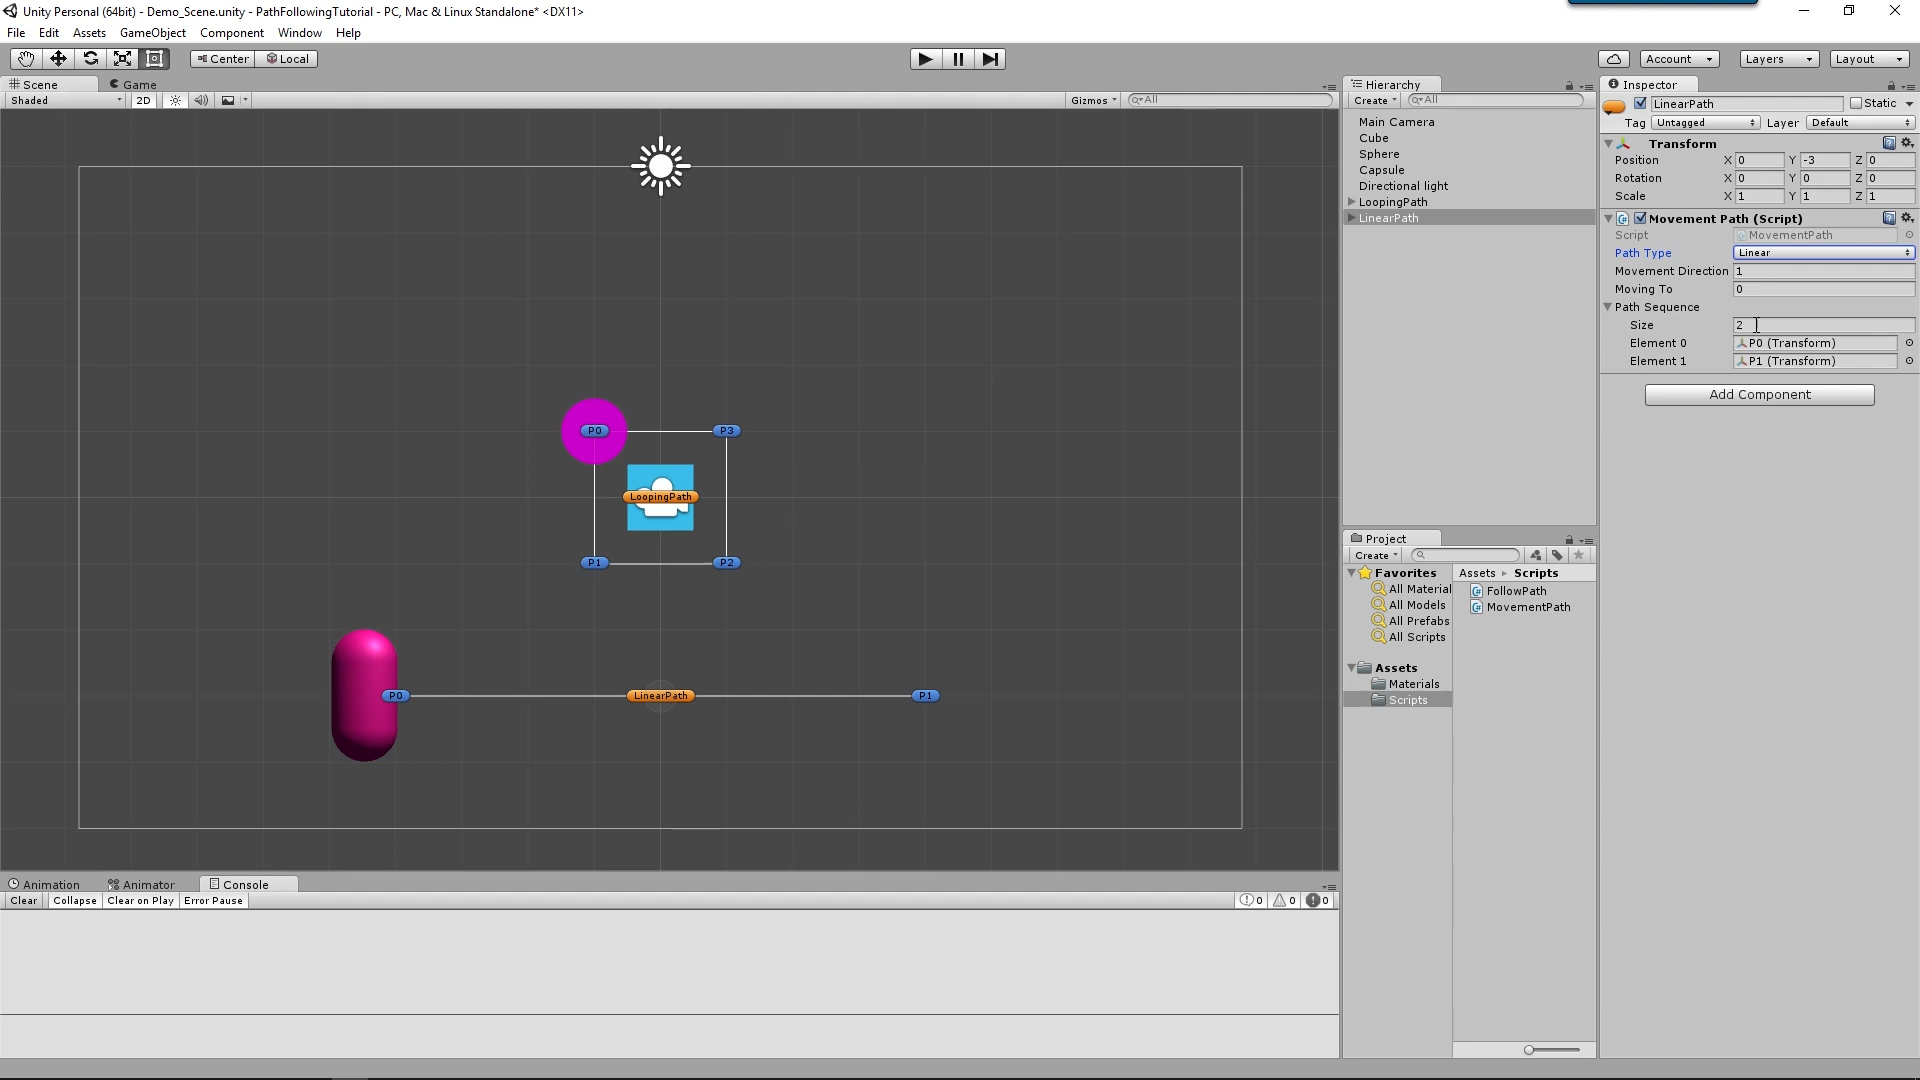 Unity Personal (64bit) - Demo_Scene.unity - PathFollowingTutorial - PC, Mac & Linux Standalone* <DX11>
File Edit Assets GameObject Component Window Help
Center Local Account Layers Layout
Scene Game Hierarchy Inspector
Shaded 2D Gizmos All Create All
LinearPath Static
Tag Untagged Layer Default
Main Camera
Cube
Sphere
Capsule
Directional light
LoopingPath
LinearPath
Transform
Position X 0 Y -3 Z 0
Rotation X 0 Y 0 Z 0
Scale X 1 Y 1 Z 1
Movement Path (Script)
Script MovementPath
Path Type Linear
Movement Direction 1
Moving To 0
Path Sequence
Size 2
Element 0 P0 (Transform)
Element 1 P1 (Transform)
Add Component
P0 P3
LoopingPath
P1 P2
P0 LinearPath P1
Project
Create
Favorites
All Material
All Models
All Prefabs
All Scripts
Assets
Materials
Scripts
Assets Scripts
FollowPath
MovementPath
Animation Animator Console
Clear Collapse Clear on Play Error Pause 0 0 0